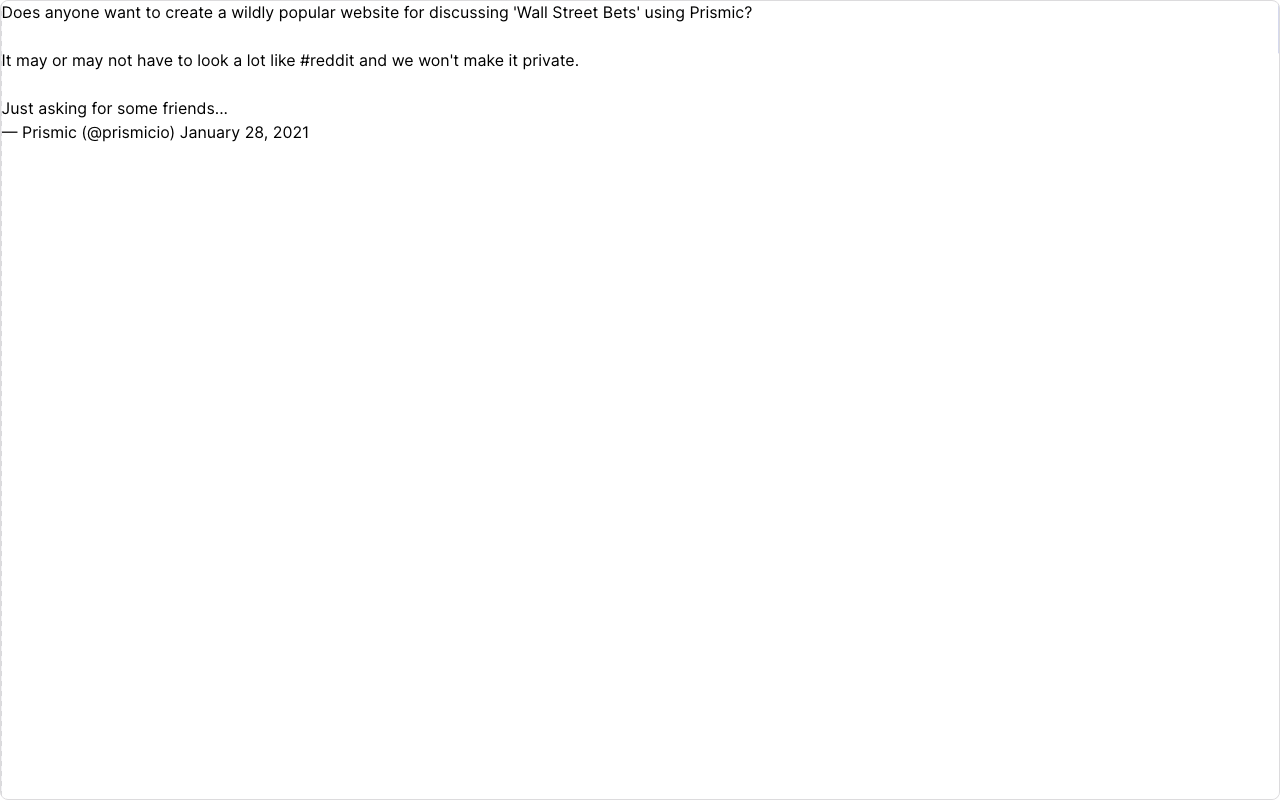 Does anyone want to create a wildly popular website for discussing 'Wall Street Bets' using Prismic?
It may or may not have to look a lot like #reddit and we won't make it private.
Just asking for some friends...
— Prismic (@prismicio) January 28, 2021